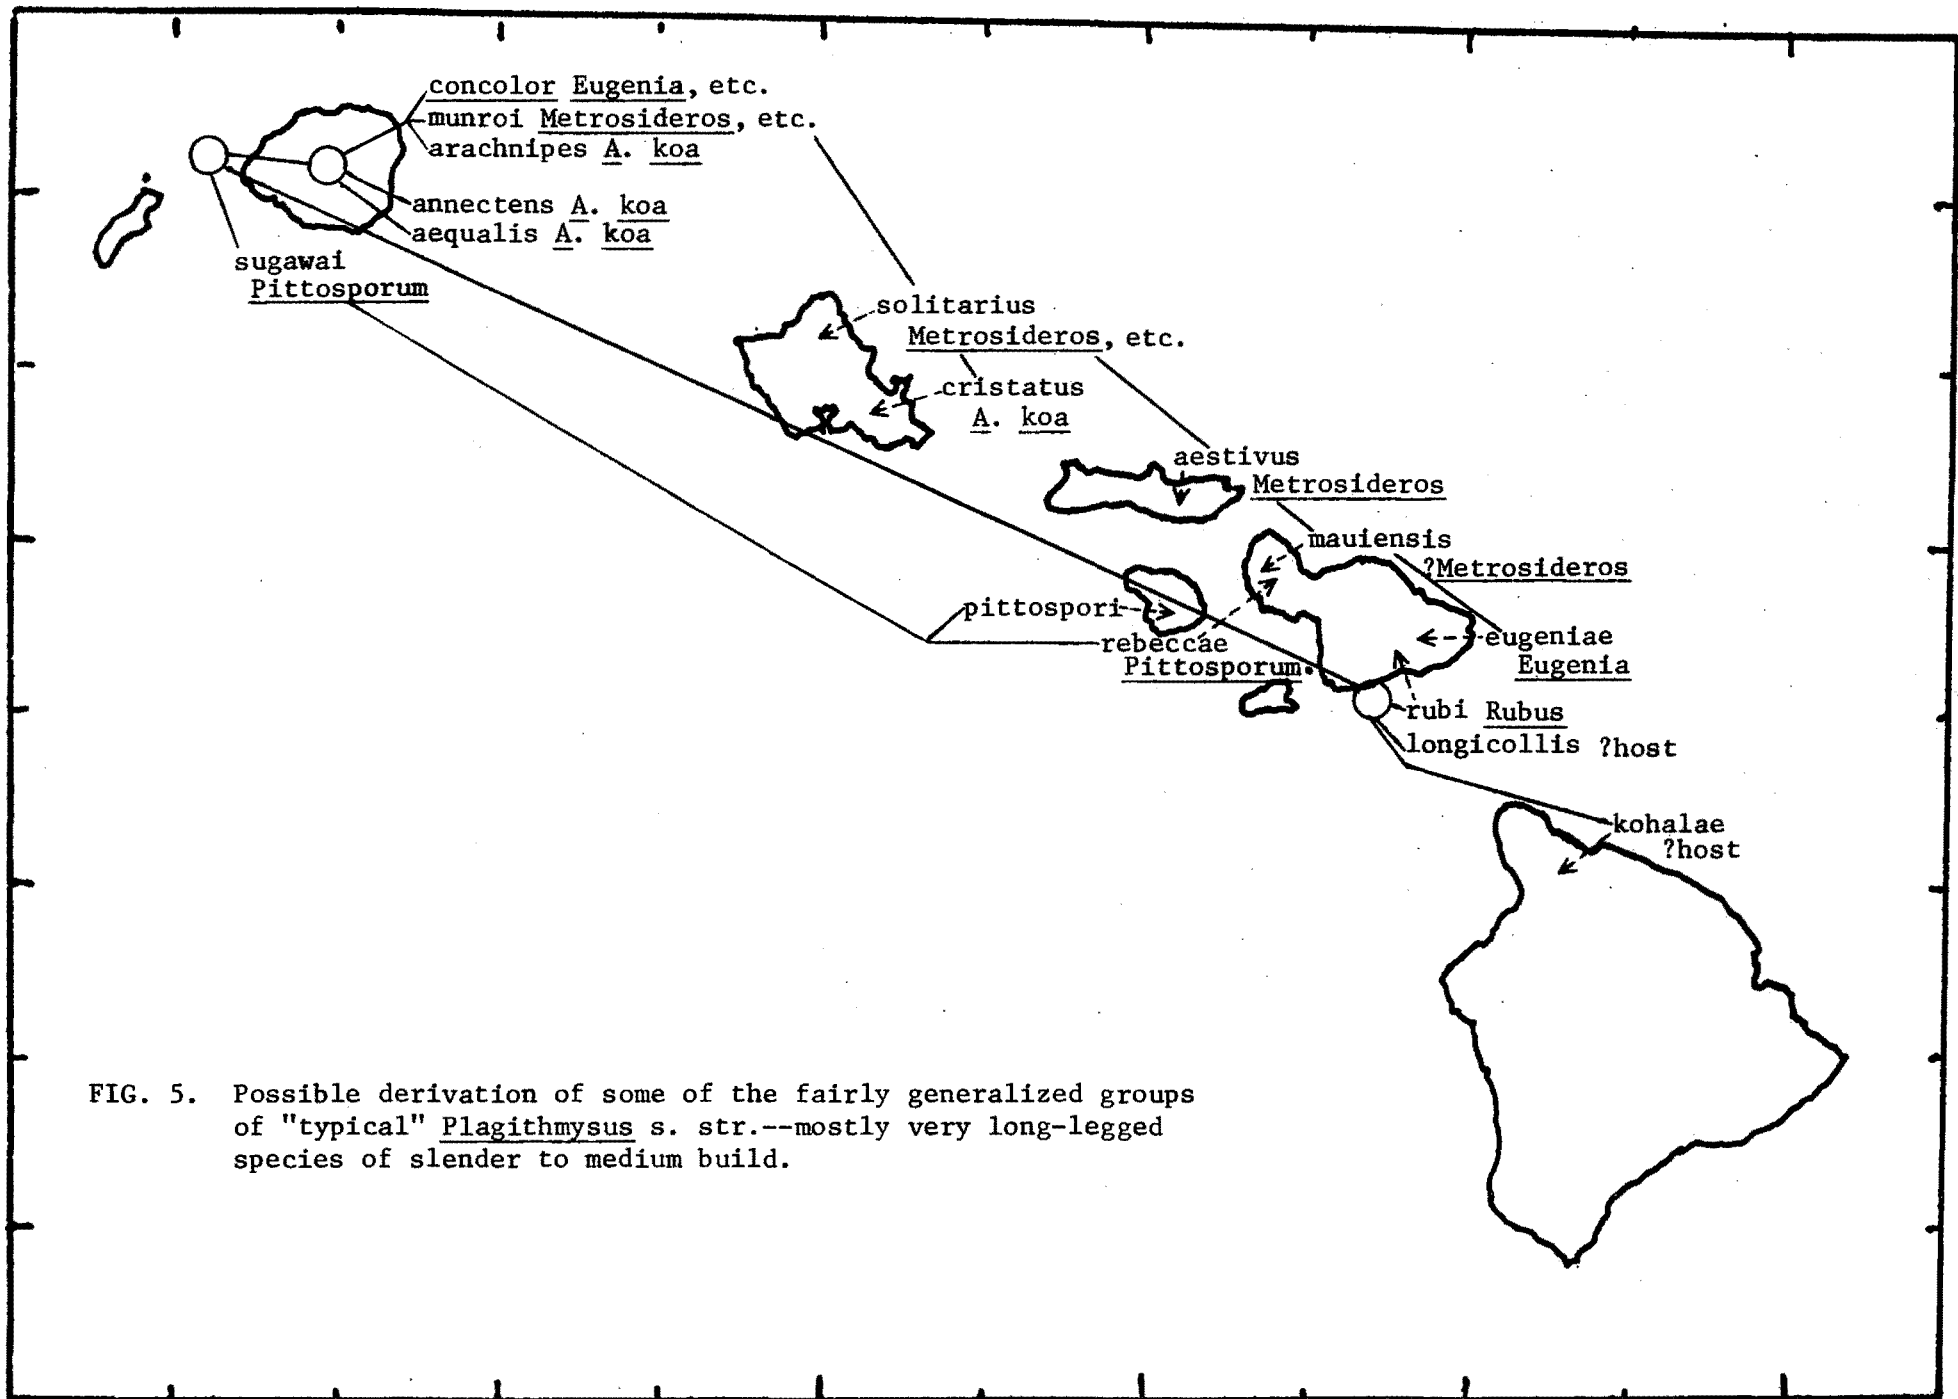 concolor Eugenia, etc.
munroi Metrosideros, etc.
arachnipes A. koa
annectens A. koa
aequalis A. koa
sugawai
Pittosporum
solitarius
Metrosideros, etc.
cristatus
A. koa
aestivus
Metrosideros
mauiensis
?Metrosideros
pittospori
rebeccae
Pittosporum
eugeniae
Eugenia
rubi Rubus
longicollis ?host
kohalae
?host
FIG. 5. Possible derivation of some of the fairly generalized groups
of "typical" Plagithmysus s. str.--mostly very long-legged
species of slender to medium build.